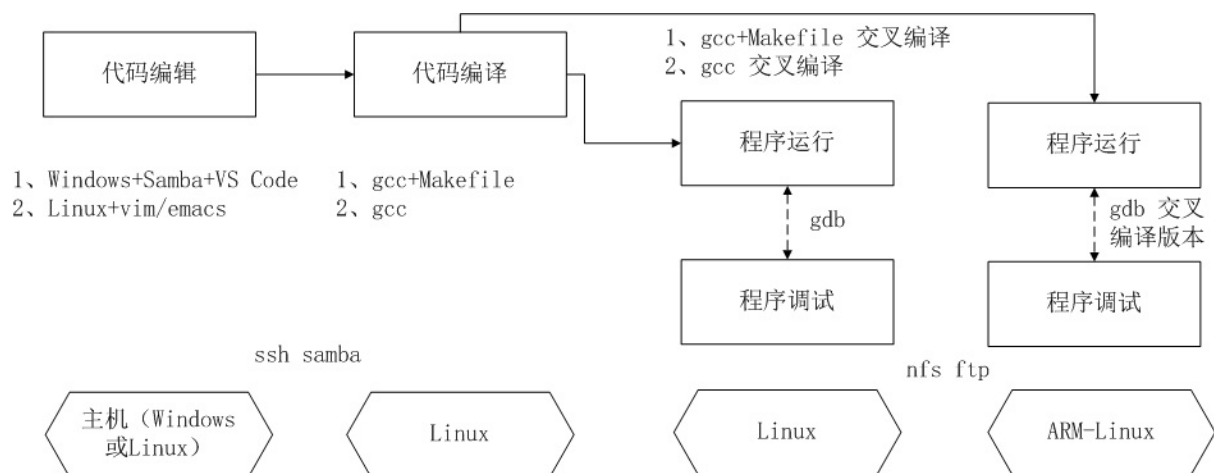 代码编辑
代码编译
1、gcc+Makefile 交叉编译
2、gcc 交叉编译
程序运行
程序运行
1、Windows+Samba+VS Code
2、Linux+vim/emacs
1、gcc+Makefile
2、gcc
gdb
gdb 交叉
编译版本
程序调试
程序调试
ssh samba
nfs ftp
主机（Windows
或Linux）
Linux
Linux
ARM-Linux